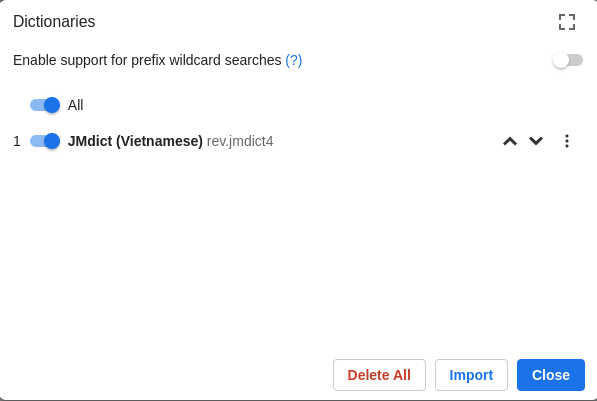 Dictionaries
Enable support for prefix wildcard searches (?)
All
1 JMdict (Vietnamese) rev.jmdict4
Delete All Import Close